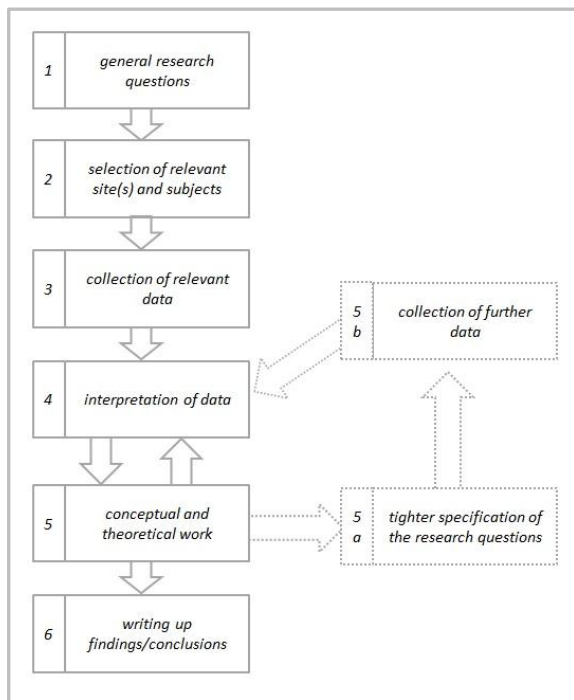 1
general research
questions
2
selection of relevant
site(s) and subjects
3
collection of relevant
data
4
interpretation of data
5
conceptual and
theoretical work
6
writing up
findings/conclusions
5
b
collection of further
data
5
a
tighter specification of
the research questions